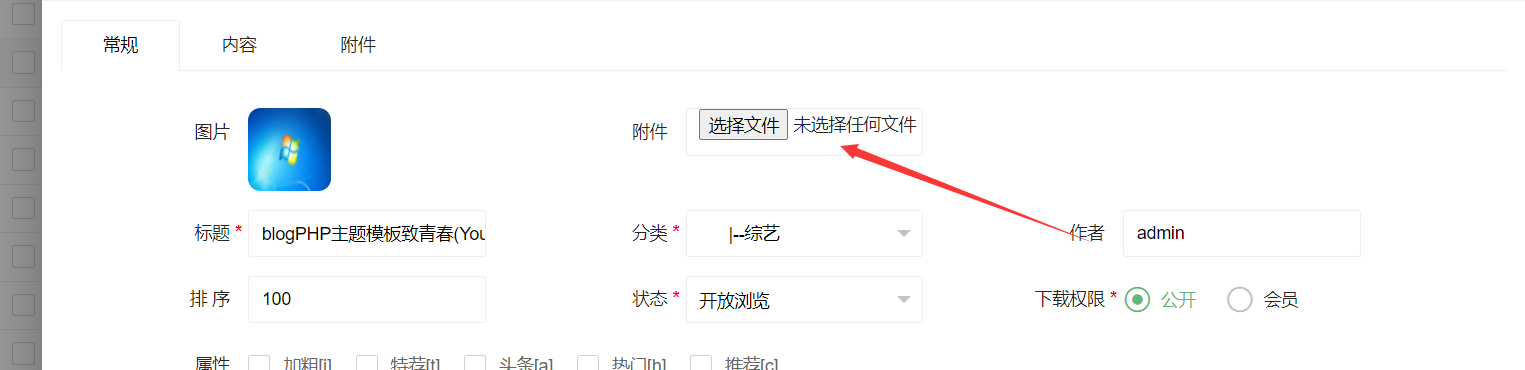 常规 内容 附件
图片 附件 选择文件 未选择任何文件
标题 * blogPHP主题模板致青春(You 分类 * |--综艺 作者 admin
排 序 100 状态 * 开放浏览 下载权限 * 公开 会员
属性 加粗[j] 特荐[t] 头条[a] 热门[h] 推荐[c]